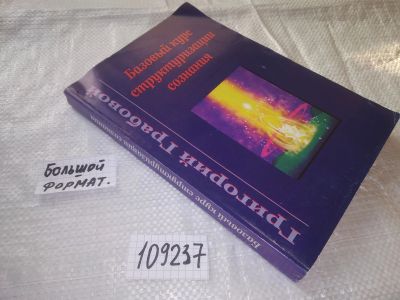 Базовый курс
структуризации
сознания
Григорий Грабовой
Базовый курс структуризации сознания
БОЛЬШОЙ
ФОРМАТ.
109237